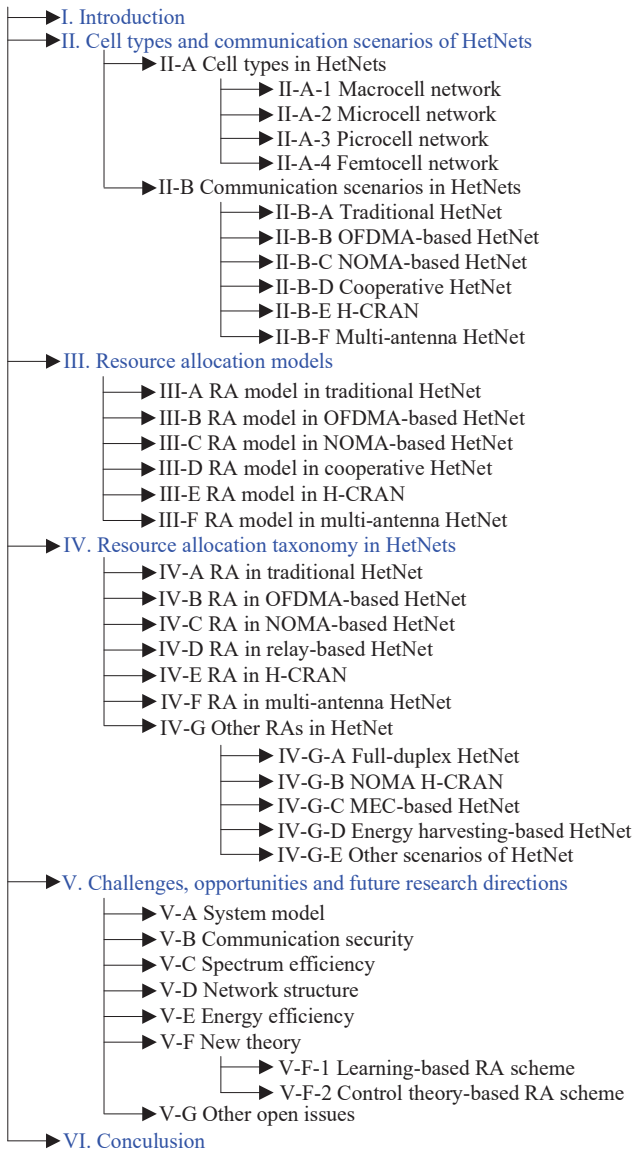 I. Introduction
II. Cell types and communication scenarios of HetNets
II-A Cell types in HetNets
II-A-1 Macrocell network
II-A-2 Microcell network
II-A-3 Picrocell network
II-A-4 Femtocell network
II-B Communication scenarios in HetNets
II-B-A Traditional HetNet
II-B-B OFDMA-based HetNet
II-B-C NOMA-based HetNet
II-B-D Cooperative HetNet
II-B-E H-CRAN
II-B-F Multi-antenna HetNet
III. Resource allocation models
III-A RA model in traditional HetNet
III-B RA model in OFDMA-based HetNet
III-C RA model in NOMA-based HetNet
III-D RA model in cooperative HetNet
III-E RA model in H-CRAN
III-F RA model in multi-antenna HetNet
IV. Resource allocation taxonomy in HetNets
IV-A RA in traditional HetNet
IV-B RA in OFDMA-based HetNet
IV-C RA in NOMA-based HetNet
IV-D RA in relay-based HetNet
IV-E RA in H-CRAN
IV-F RA in multi-antenna HetNet
IV-G Other RAs in HetNet
IV-G-A Full-duplex HetNet
IV-G-B NOMA H-CRAN
IV-G-C MEC-based HetNet
IV-G-D Energy harvesting-based HetNet
IV-G-E Other scenarios of HetNet
V. Challenges, opportunities and future research directions
V-A System model
V-B Communication security
V-C Spectrum efficiency
V-D Network structure
V-E Energy efficiency
V-F New theory
V-F-1 Learning-based RA scheme
V-F-2 Control theory-based RA scheme
V-G Other open issues
VI. Conculusion